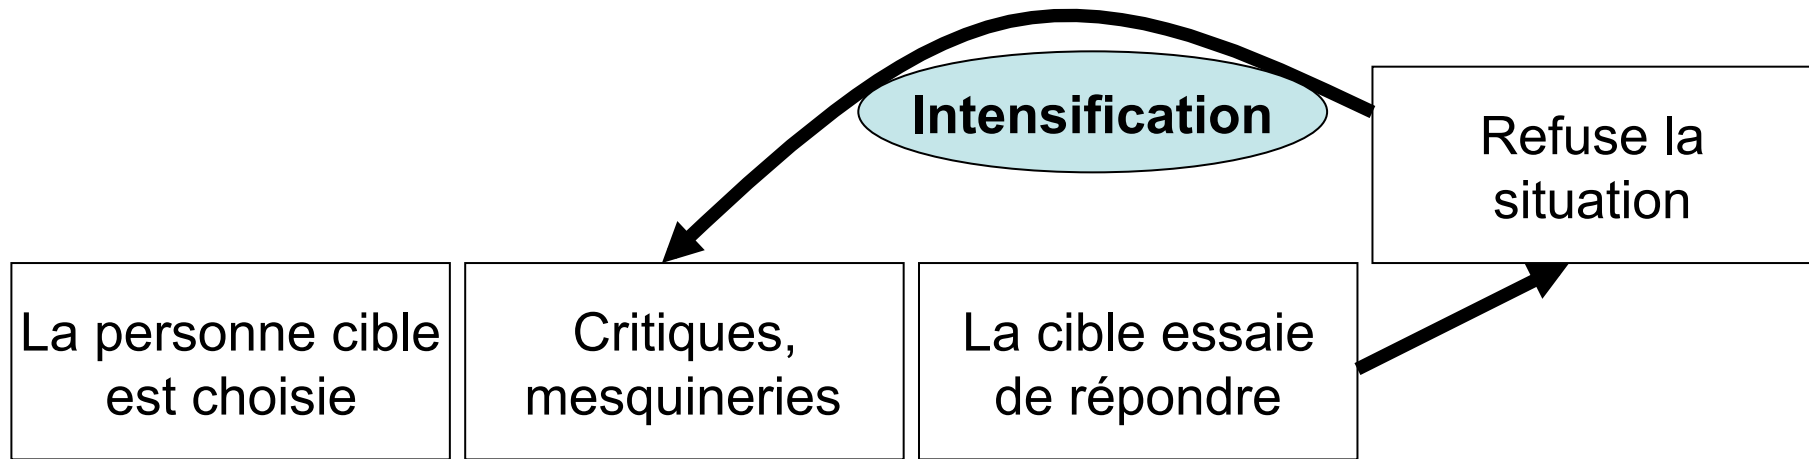 Intensification
Refuse la
situation
La personne cible
est choisie
Critiques,
mesquineries
La cible essaie
de répondre